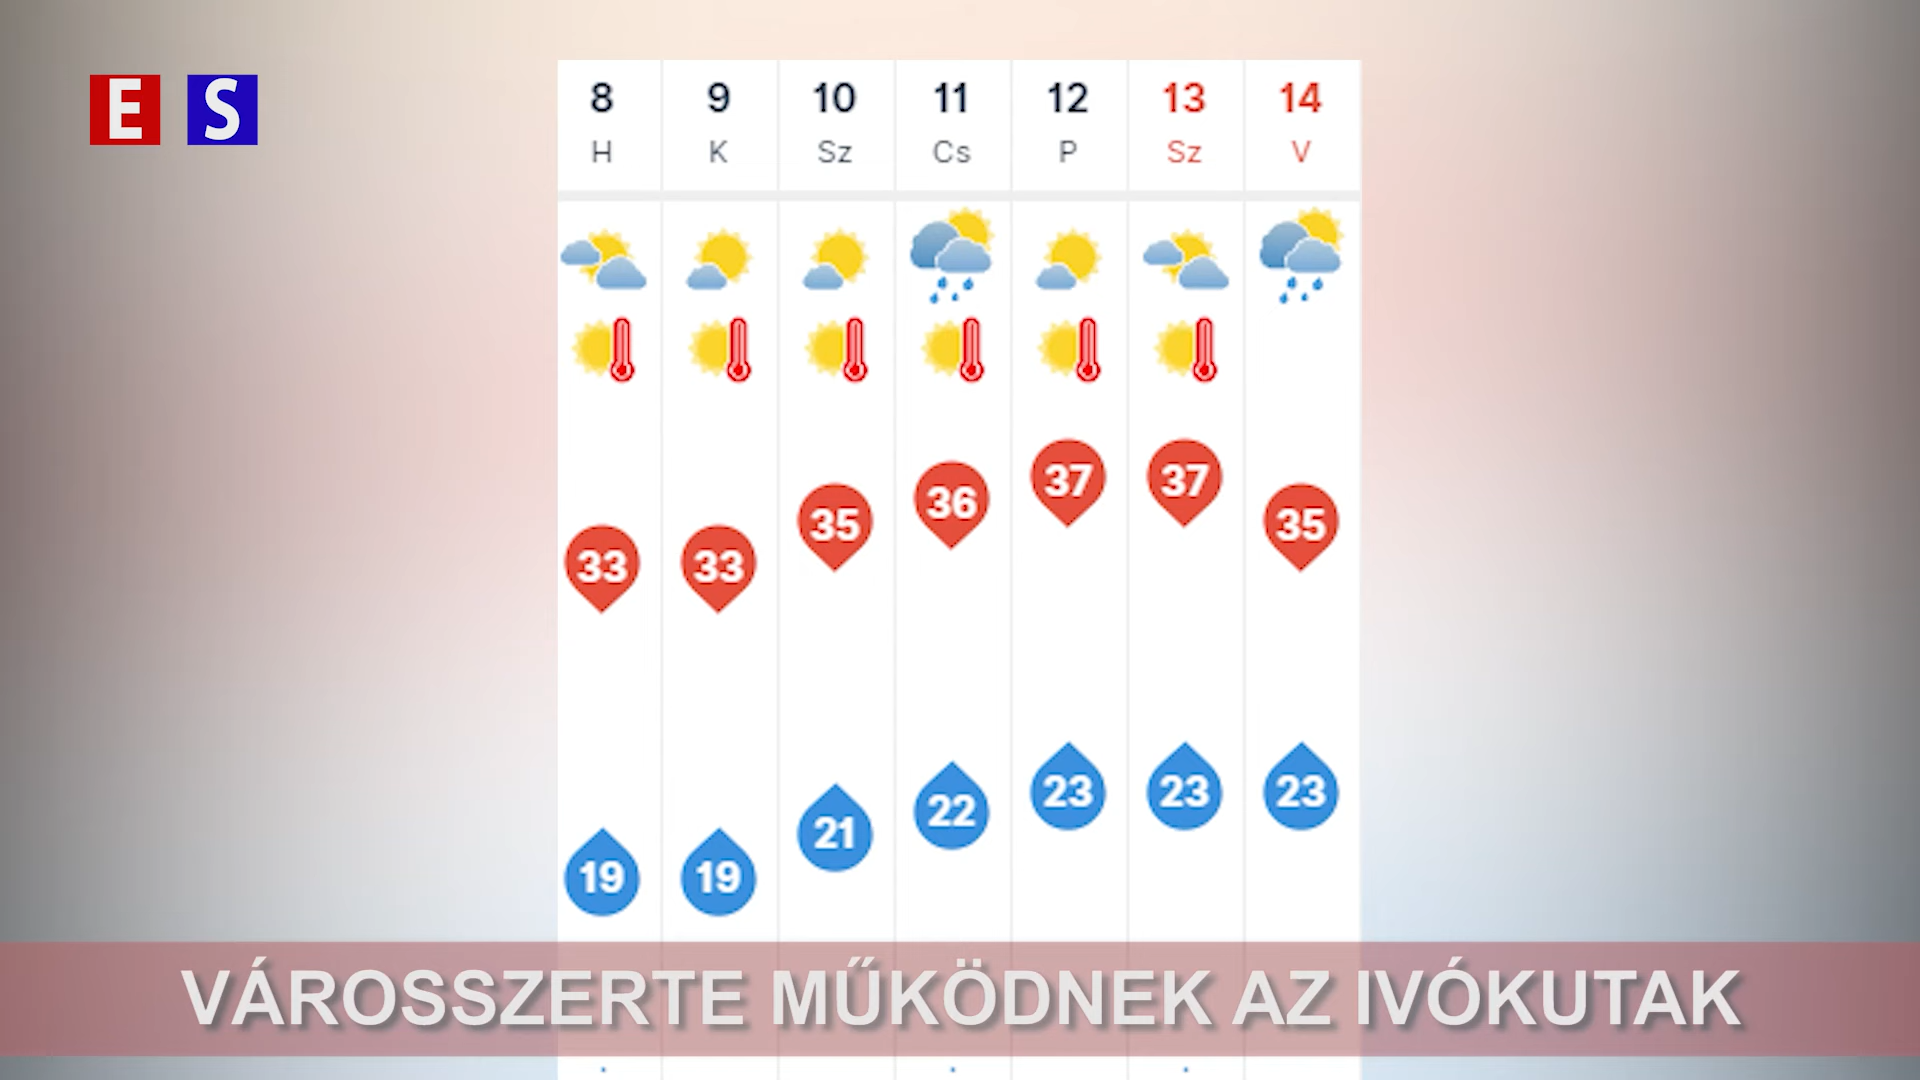 E S
8 9 10 11 12 13 14
H K Sz Cs P Sz V
33 33 35 36 37 37 35
19 19 21 22 23 23 23
VÁROSSZERTE MŰKÖDNEK AZ IVÓKUTAK